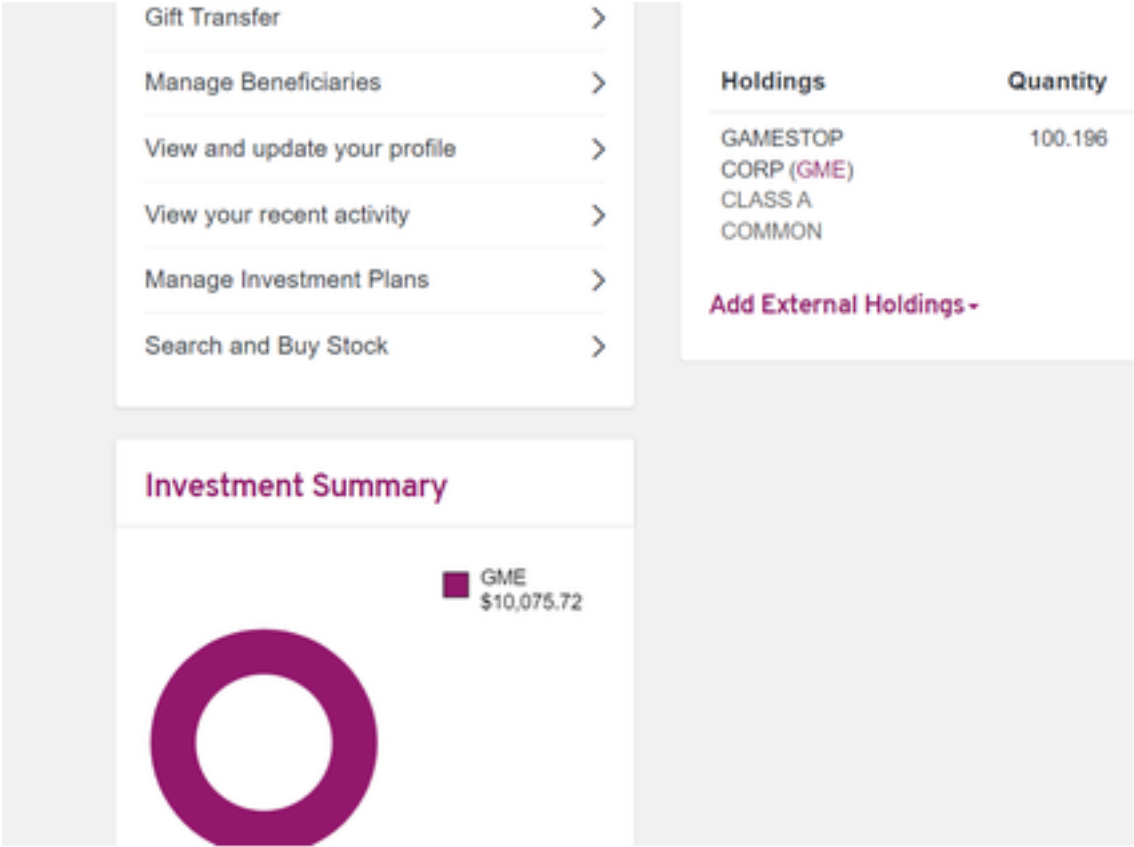 Gift Transfer
Manage Beneficiaries
View and update your profile
View your recent activity
Manage Investment Plans
Search and Buy Stock
Holdings Quantity
GAMESTOP 100.196
CORP (GME)
CLASS A
COMMON
Add External Holdings
Investment Summary
GME
$10,075.72